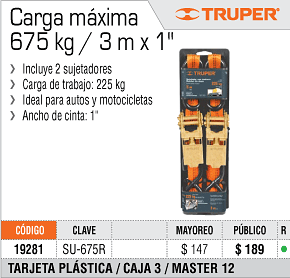 Carga máxima
675 kg / 3 m x 1"
TRUPER
Incluye 2 sujetadores
Carga de trabajo: 225 kg
Ideal para autos y motocicletas
Ancho de cinta: 1"
CÓDIGO CLAVE MAYOREO PÚBLICO R
19281 SU-675R $ 147 $ 189
TARJETA PLÁSTICA / CAJA 3 / MASTER 12